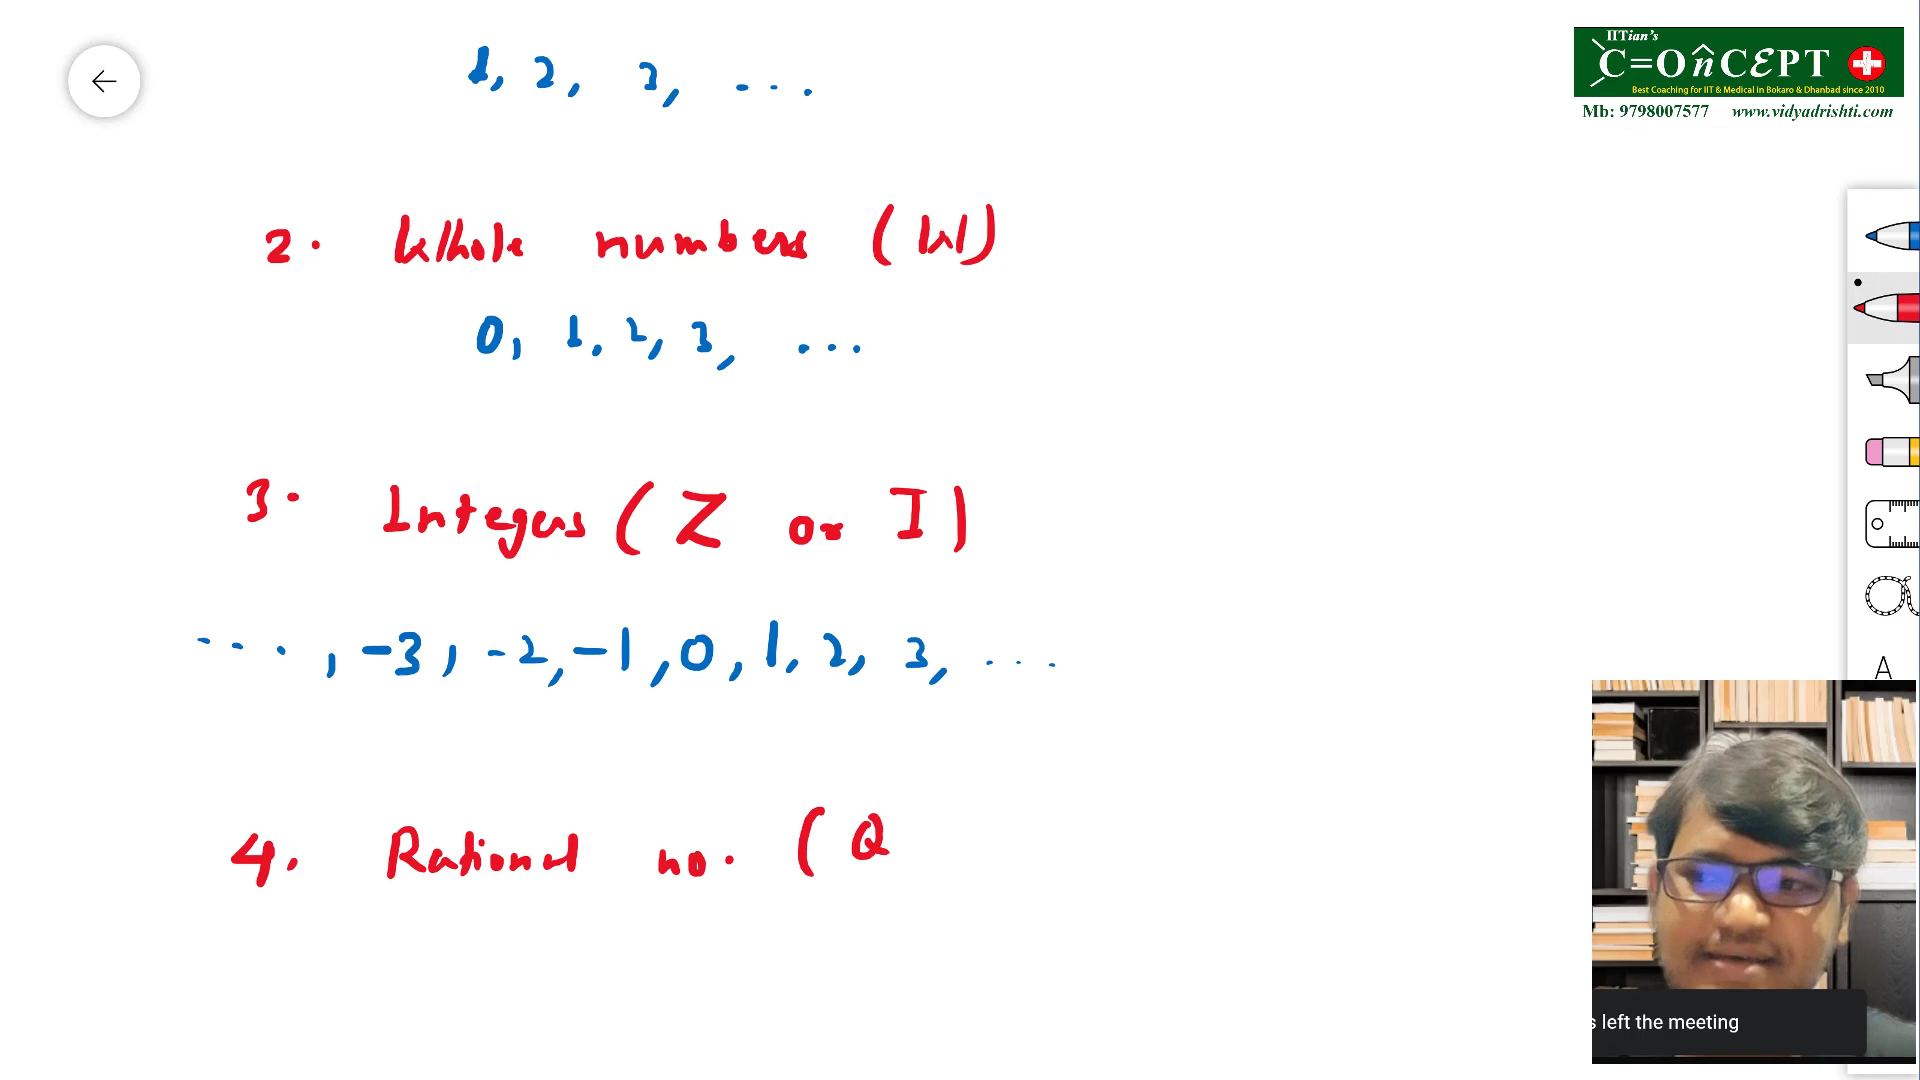 1, 2, 3, ...
IITian's
C=OnCEPT
Best Coaching for IIT & Medical in Bokaro & Dhanbad since 2010
Mb: 9798007577 www.vidyadrishti.com
2. Whole numbers (W)
0, 1, 2, 3, ...
3. Integers (Z or I)
..., -3, -2, -1, 0, 1, 2, 3, ...
A
4. Rational no. (Q
s left the meeting